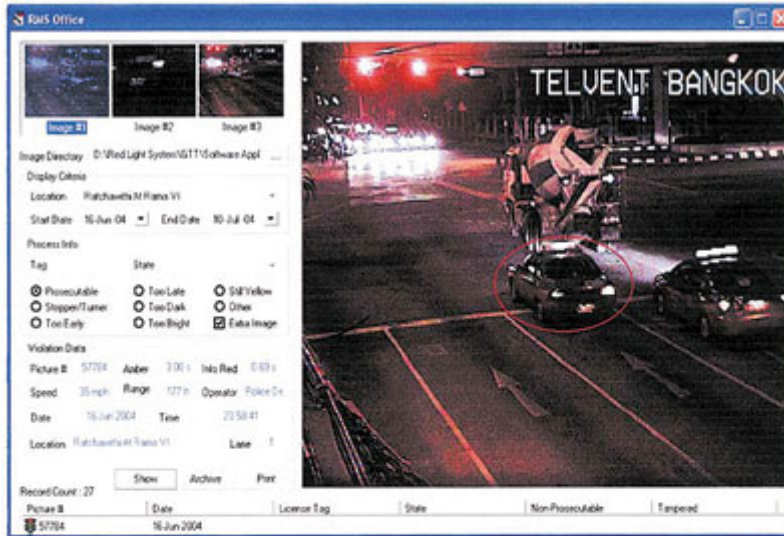 RHS Office
TELVENT BANGKOK
Image #1 Image #2 Image #3
Image Directory D:\Red Light System\GTT\Software Appl ...
Display Criteria
Location Ratchawithi At Rama VI
Start Date 16-Jun-04 End Date 10-Jul-04
Process Info
Tag State
Prosecutable Too Late Still Yellow
Stopper/Turner Too Dark Other
Too Early Too Bright Extra Image
Violation Data
Picture # 57784 Amber 3.00 s Into Red 0.69 s
Speed 35 mph Range 177 ft Operator Police De
Date 16 Jun 2004 Time 23:58:41
Location Ratchawithi At Rama VI Lane 1
Show Archive Print
Record Count : 27
Picture # Date License Tag State Non-Prosecutable Tampered
57784 16-Jun-2004